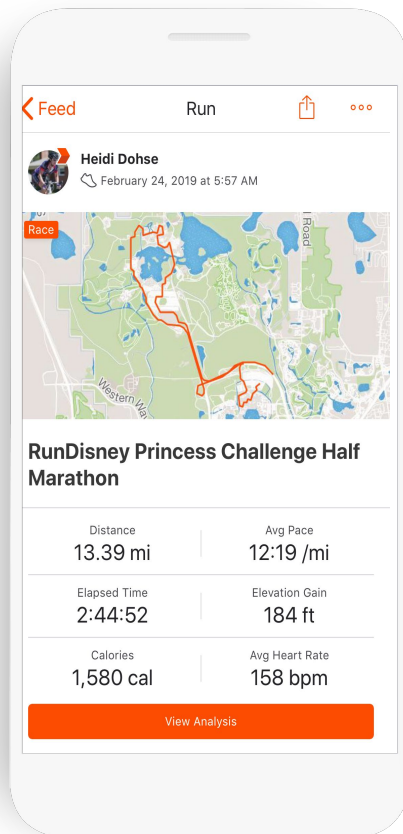 Feed
Run
Heidi Dohse
February 24, 2019 at 5:57 AM
Race
l Road
Western Wa
RunDisney Princess Challenge Half
Marathon
Distance
Avg Pace
13.39 mi
12:19 /mi
Elapsed Time
Elevation Gain
2:44:52
184 ft
Calories
Avg Heart Rate
1,580 cal
158 bpm
View Analysis